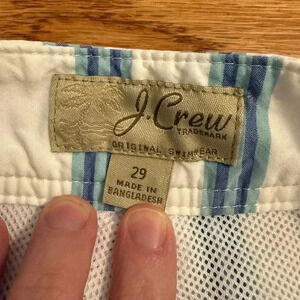 J.Crew
TRADEMARK
ORIGINAL SWIMWEAR
29
MADE IN
BANGLADESH